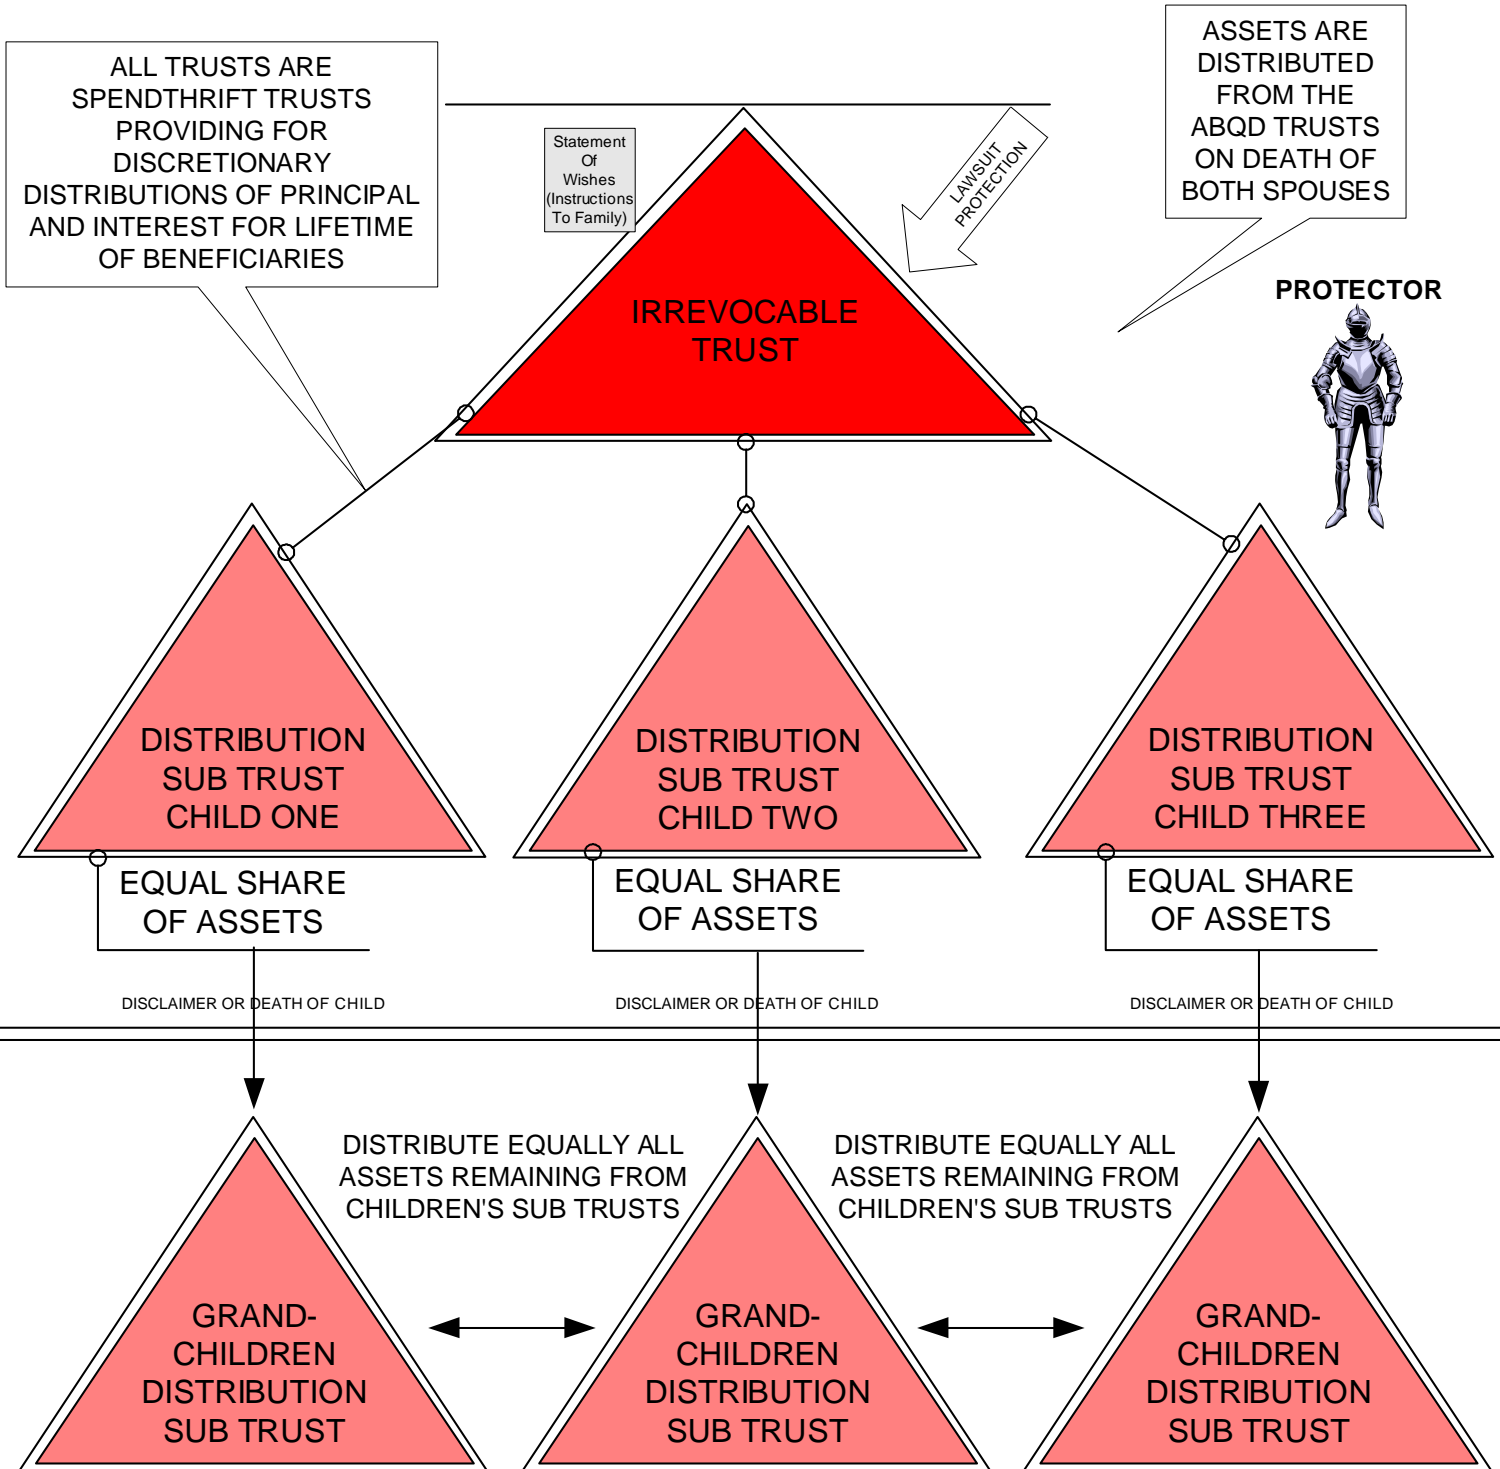 ALL TRUSTS ARE
SPENDTHRIFT TRUSTS
PROVIDING FOR
DISCRETIONARY
DISTRIBUTIONS OF PRINCIPAL
AND INTEREST FOR LIFETIME
OF BENEFICIARIES
Statement
Of
Wishes
(Instructions
To Family)
LAWSUIT
PROTECTION
ASSETS ARE
DISTRIBUTED
FROM THE
ABQD TRUSTS
ON DEATH OF
BOTH SPOUSES
PROTECTOR
IRREVOCABLE
TRUST
DISTRIBUTION
SUB TRUST
CHILD ONE
DISTRIBUTION
SUB TRUST
CHILD TWO
DISTRIBUTION
SUB TRUST
CHILD THREE
EQUAL SHARE
OF ASSETS
EQUAL SHARE
OF ASSETS
EQUAL SHARE
OF ASSETS
DISCLAIMER OR DEATH OF CHILD
DISCLAIMER OR DEATH OF CHILD
DISCLAIMER OR DEATH OF CHILD
DISTRIBUTE EQUALLY ALL
ASSETS REMAINING FROM
CHILDREN'S SUB TRUSTS
DISTRIBUTE EQUALLY ALL
ASSETS REMAINING FROM
CHILDREN'S SUB TRUSTS
GRAND-
CHILDREN
DISTRIBUTION
SUB TRUST
GRAND-
CHILDREN
DISTRIBUTION
SUB TRUST
GRAND-
CHILDREN
DISTRIBUTION
SUB TRUST